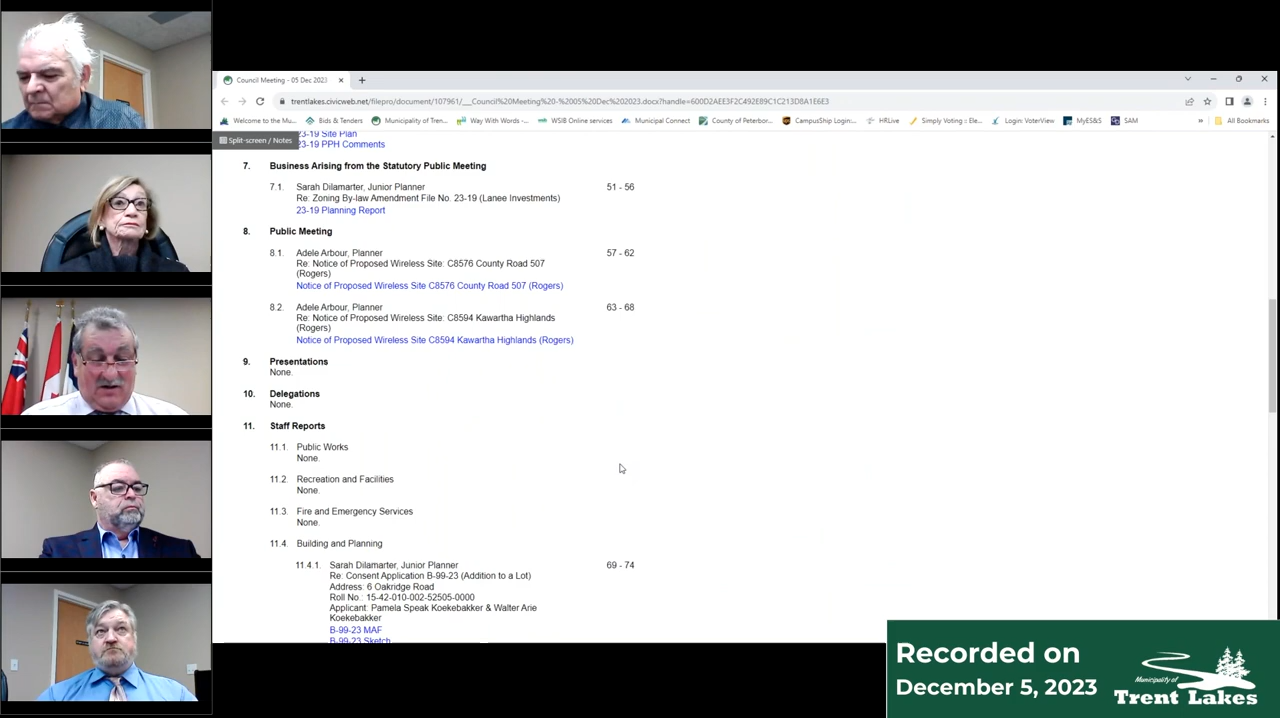 Council Meeting - 05 Dec 2023
trentlakes.civicweb.net/filepro/document/107961/__Council%20Meeting%20-%2005%20Dec%202023.docx?handle=600D2AEE3F2C492E89C1C213D8A1E6E3
Welcome to the Mu...
Bids & Tenders
Municipality of Tren...
Way With Words -...
WSIB Online services
Municipal Connect
County of Peterbor...
CampusShip Login:...
HRLive
Simply Voting : Ele...
Login: VoterView
MyES&S
SAM
»
All Bookmarks
Split-screen / Notes
23-19 Site Plan
23-19 PPH Comments
7. Business Arising from the Statutory Public Meeting
7.1. Sarah Dilamarter, Junior Planner 51 - 56
Re: Zoning By-law Amendment File No. 23-19 (Lanee Investments)
23-19 Planning Report
8. Public Meeting
8.1. Adele Arbour, Planner 57 - 62
Re: Notice of Proposed Wireless Site: C8576 County Road 507
(Rogers)
Notice of Proposed Wireless Site C8576 County Road 507 (Rogers)
8.2. Adele Arbour, Planner 63 - 68
Re: Notice of Proposed Wireless Site: C8594 Kawartha Highlands
(Rogers)
Notice of Proposed Wireless Site C8594 Kawartha Highlands (Rogers)
9. Presentations
None.
10. Delegations
None.
11. Staff Reports
11.1. Public Works
None.
11.2. Recreation and Facilities
None.
11.3. Fire and Emergency Services
None.
11.4. Building and Planning
11.4.1. Sarah Dilamarter, Junior Planner 69 - 74
Re: Consent Application B-99-23 (Addition to a Lot)
Address: 6 Oakridge Road
Roll No.: 15-42-010-002-52505-0000
Applicant: Pamela Speak Koekebakker & Walter Arie
Koekebakker
B-99-23 MAF
B-99-23 Sketch
Recorded on
December 5, 2023
Municipality of
Trent Lakes